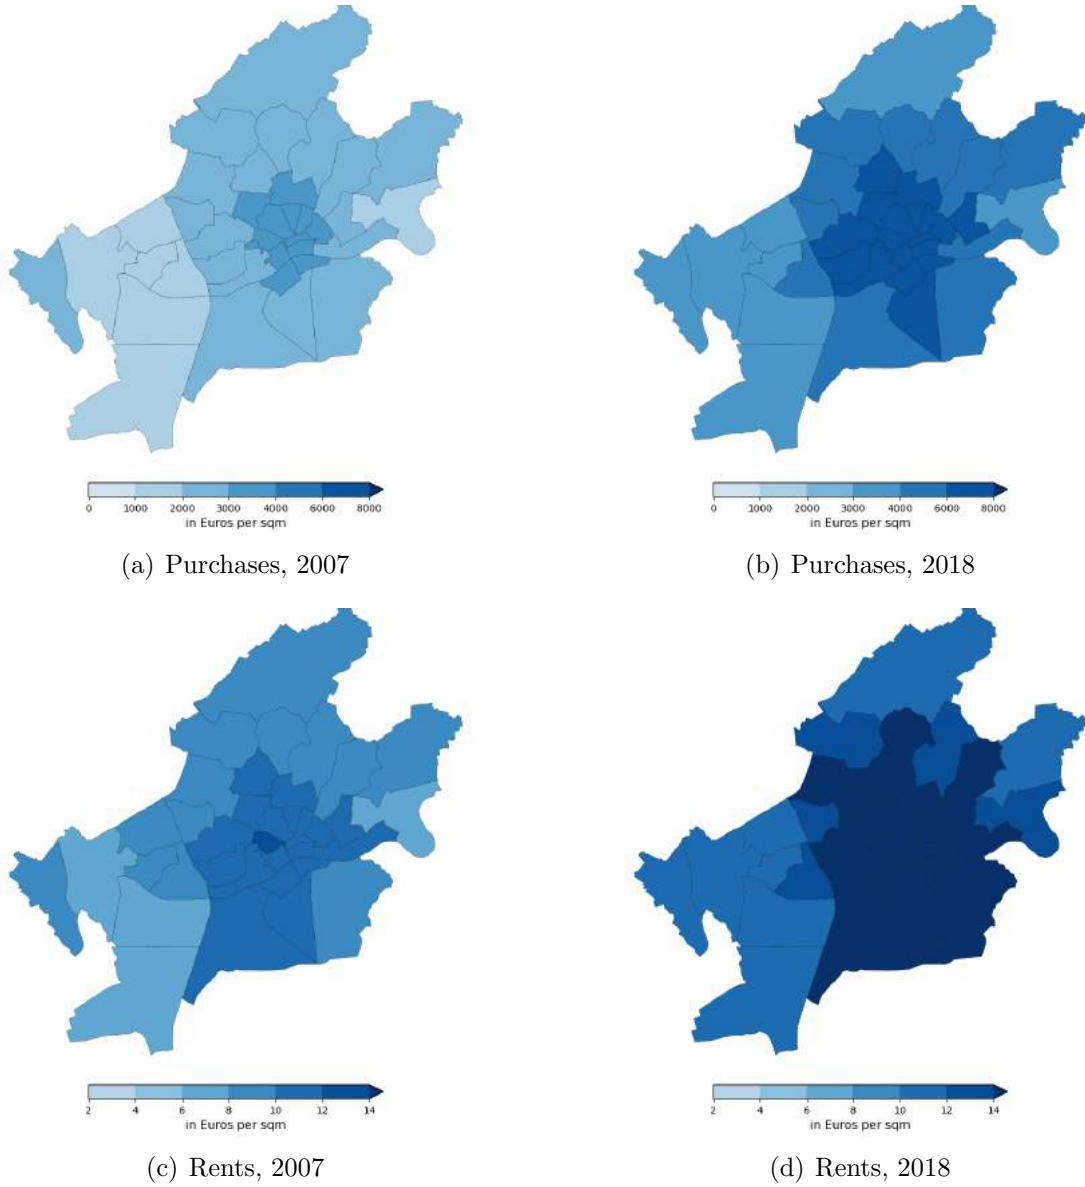 0 1000 2000 3000 4000 6000 8000
in Euros per sqm
(a) Purchases, 2007
0 1000 2000 3000 4000 6000 8000
in Euros per sqm
(b) Purchases, 2018
2 4 6 8 10 12 14
in Euros per sqm
(c) Rents, 2007
2 4 6 8 10 12 14
in Euros per sqm
(d) Rents, 2018